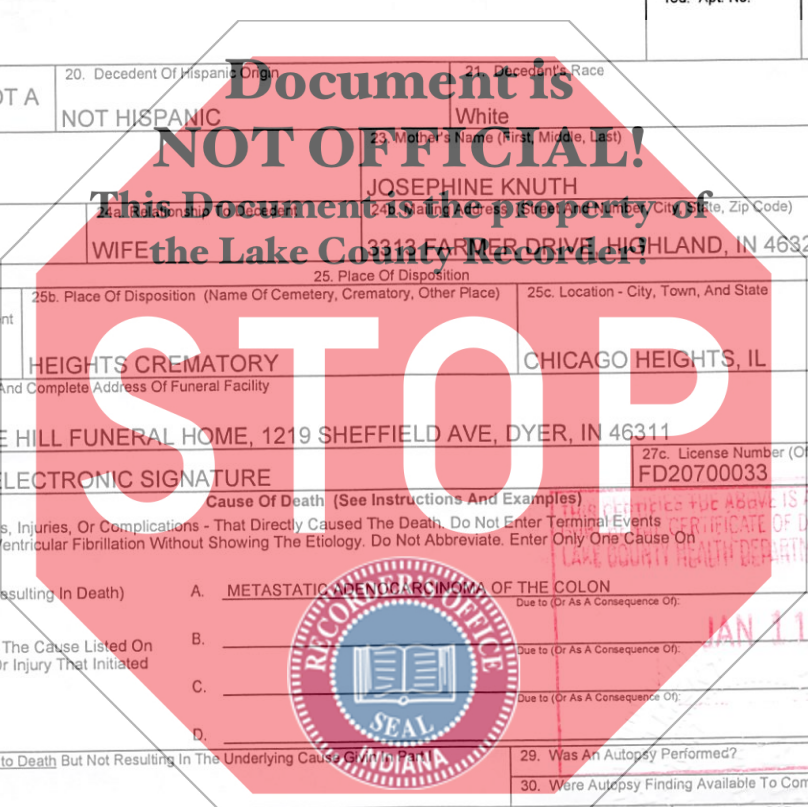 Apt. No.
20. Decedent Of Hispanic Origin
21. Decedent's Race
Document is
OT A
NOT HISPANIC
White
NOT OFFICIAL!
23. Mother's Name (First, Middle, Last)
JOSEPHINE KNUTH
This Document is the property of
24a. Relationship To Decedent
24b. Mailing Address (Street And Number, City, State, Zip Code)
WIFE
3313 FARMER DRIVE, HIGHLAND, IN 4632
the Lake County Recorder!
25. Place Of Disposition
25b. Place Of Disposition (Name Of Cemetery, Crematory, Other Place)
25c. Location - City, Town, And State
nt
STOP
HEIGHTS CREMATORY
CHICAGO HEIGHTS, IL
And Complete Address Of Funeral Facility
E HILL FUNERAL HOME, 1219 SHEFFIELD AVE, DYER, IN 46311
27c. License Number (Of
ELECTRONIC SIGNATURE
FD20700033
Cause Of Death (See Instructions And Examples)
THIS CERTIFIES THE ABOVE IS
s, Injuries, Or Complications - That Directly Caused The Death. Do Not Enter Terminal Events
CERTIFICATE OF
entricular Fibrillation Without Showing The Etiology. Do Not Abbreviate. Enter Only One Cause On
LAKE COUNTY HEALTH DEPARTM
esulting In Death)
A. METASTATIC ADENOCARCINOMA OF THE COLON
Due to (Or As A Consequence Of):
JAN 11
The Cause Listed On
r Injury That Initiated
B.
Due to (Or As A Consequence Of):
C.
Due to (Or As A Consequence Of):
D.
RECORDER'S OFFICE
SEAL
INDIANA
to Death But Not Resulting In The Underlying Cause Given In Part I
29. Was An Autopsy Performed?
30. Were Autopsy Finding Available To Com